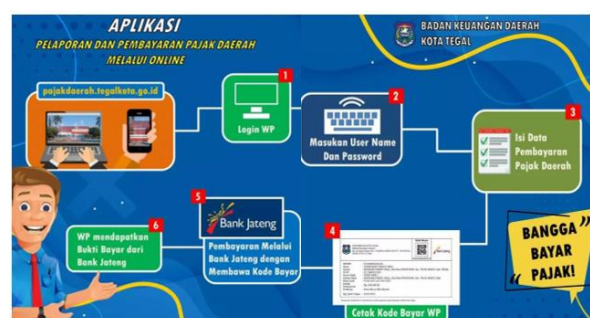 APLIKASI
PELAPORAN DAN PEMBAYARAN PAJAK DAERAH
MELALUI ONLINE
BADAN KEUANGAN DAERAH
KOTA TEGAL
pajakdaerah.tegalkota.go.id
1
Login WP
2
Masukan User Name
Dan Password
3
Isi Data
Pembayaran
Pajak Daerah
4
Cetak Kode Bayar WP
5
Bank Jateng
Pembayaran Melalui
Bank Jateng dengan
Membawa Kode Bayar
6
WP mendapatkan
Bukti Bayar dari
Bank Jateng
BANGGA
BAYAR
PAJAK!